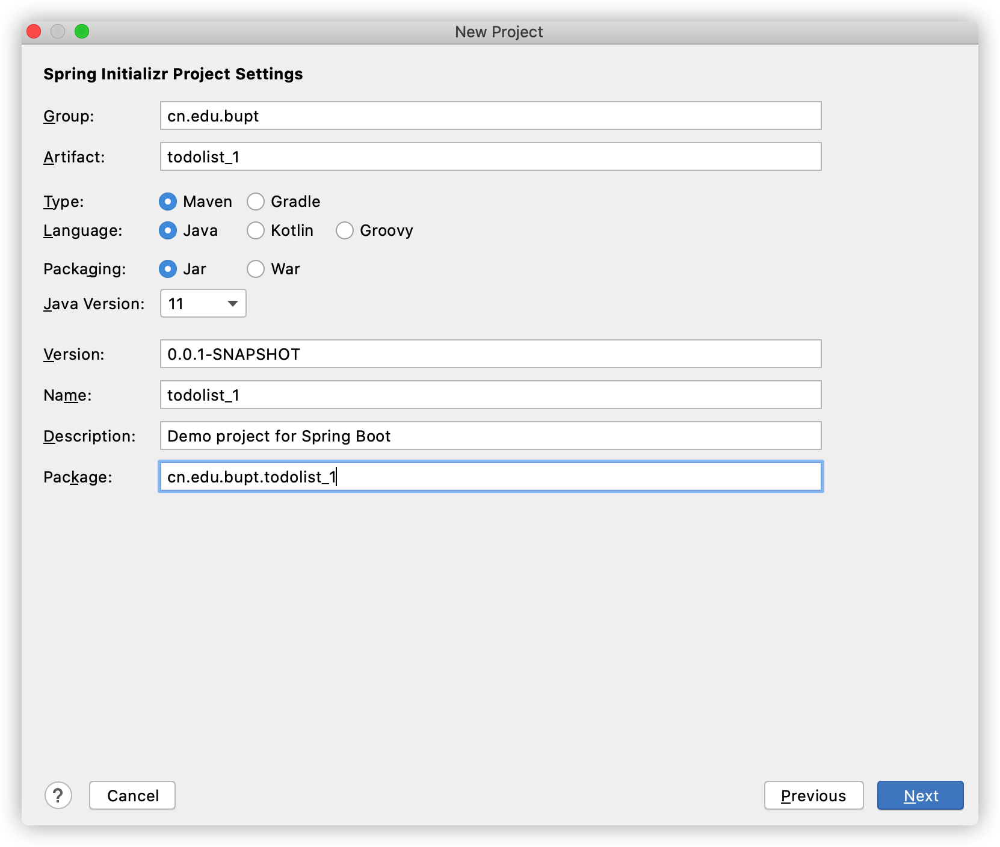 New Project
Spring Initializr Project Settings
Group: cn.edu.bupt
Artifact: todolist_1
Type: Maven Gradle
Language: Java Kotlin Groovy
Packaging: Jar War
Java Version: 11
Version: 0.0.1-SNAPSHOT
Name: todolist_1
Description: Demo project for Spring Boot
Package: cn.edu.bupt.todolist_1
? Cancel Previous Next